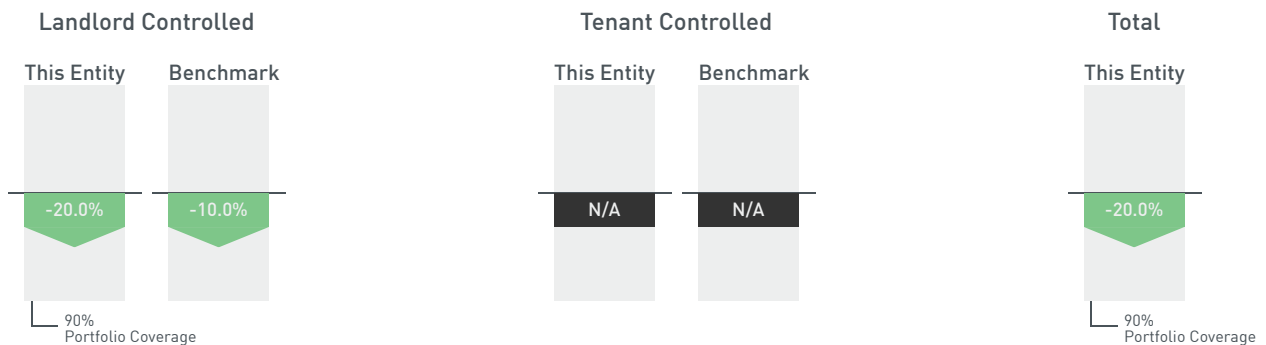 Landlord Controlled
This Entity
Benchmark
-20.0%
-10.0%
90%
Portfolio Coverage
Tenant Controlled
This Entity
Benchmark
N/A
N/A
Total
This Entity
-20.0%
90%
Portfolio Coverage